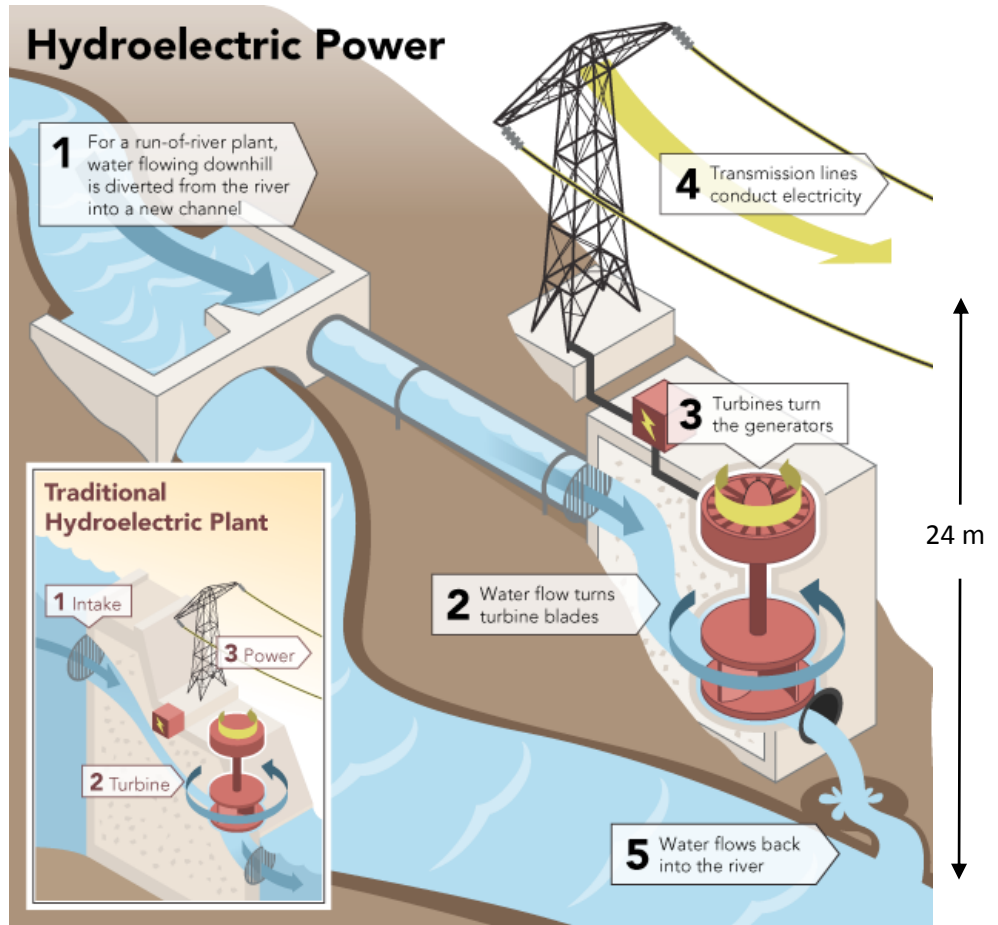 Hydroelectric Power
1 For a run-of-river plant,
water flowing downhill
is diverted from the river
into a new channel
4 Transmission lines
conduct electricity
3 Turbines turn
the generators
24 m
2 Water flow turns
turbine blades
5 Water flows back
into the river
Traditional
Hydroelectric Plant
1 Intake
3 Power
2 Turbine